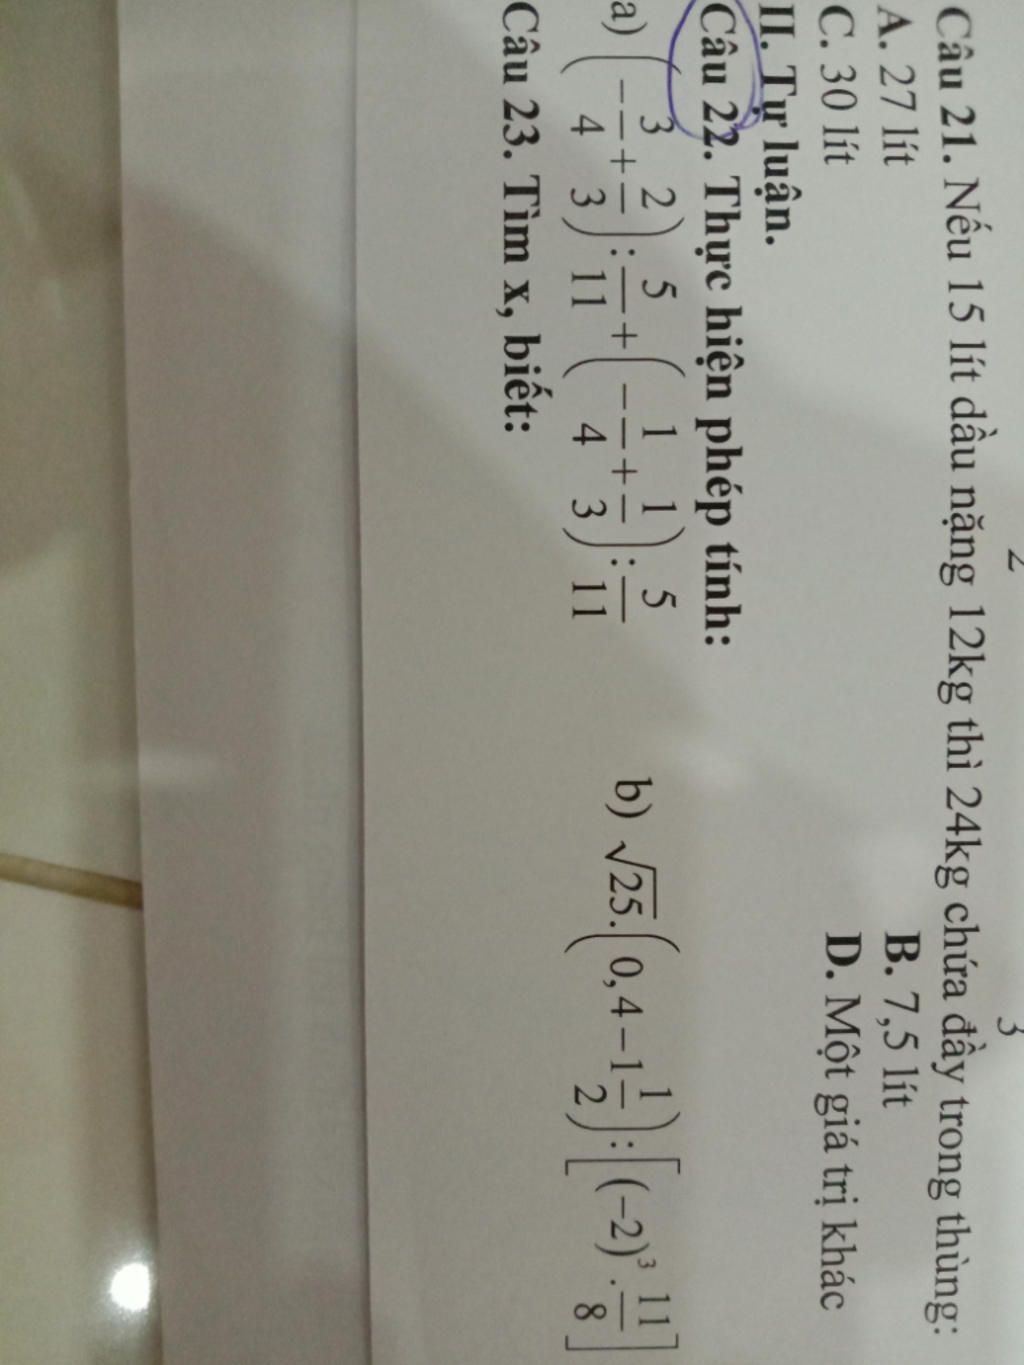 Câu 21. Nếu 15 lít dầu nặng 12kg thì 24kg chứa đầy trong thùng:
A. 27 lít B. 7,5 lít
C. 30 lít D. Một giá trị khác
II. Tự luận.
Câu 22. Thực hiện phép tính:
a) (-3/4 + 2/3) : 5/11 + (-1/4 + 1/3) : 5/11 b) √25.(0,4 - 1 1/2) : [(-2)³ . 11/8]
Câu 23. Tìm x, biết: